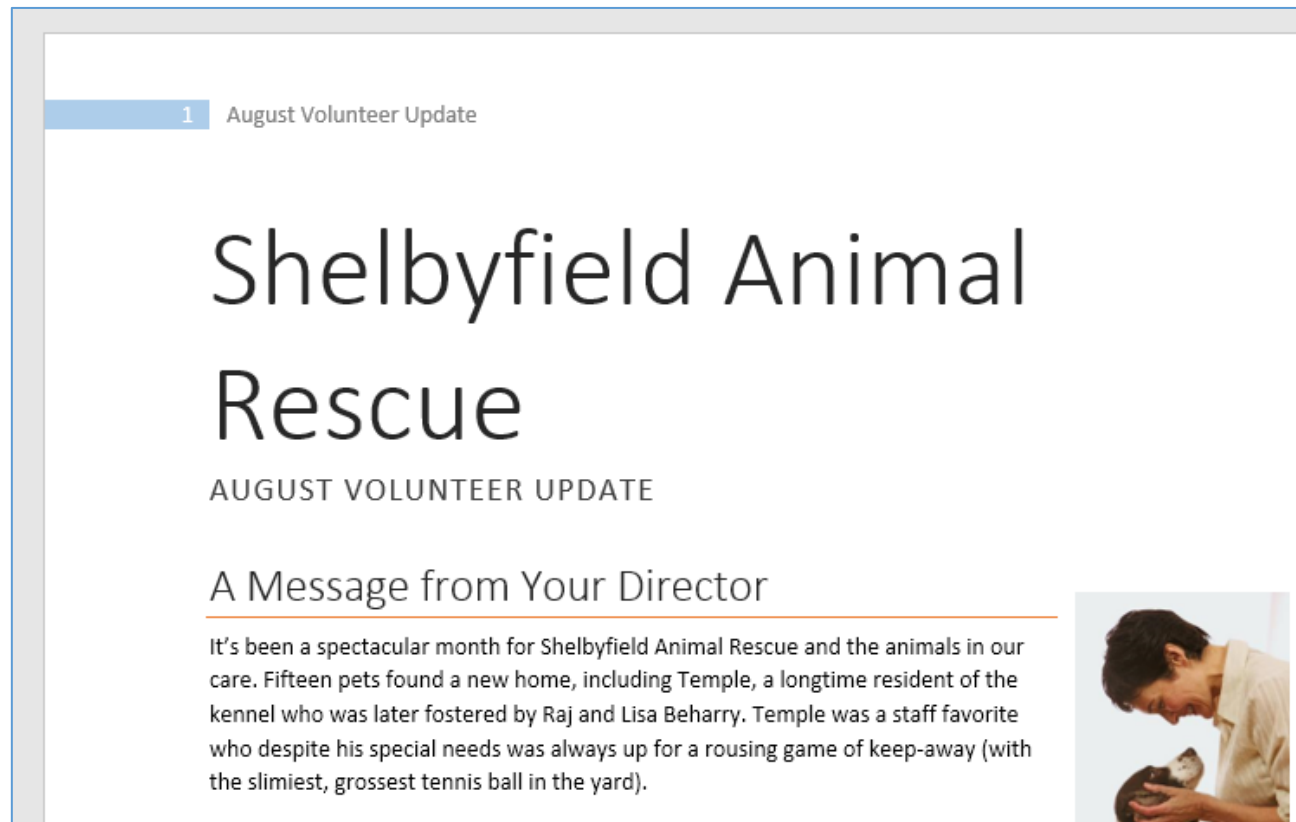 1 August Volunteer Update
Shelbyfield Animal
Rescue
AUGUST VOLUNTEER UPDATE
A Message from Your Director
It’s been a spectacular month for Shelbyfield Animal Rescue and the animals in our
care. Fifteen pets found a new home, including Temple, a longtime resident of the
kennel who was later fostered by Raj and Lisa Beharry. Temple was a staff favorite
who despite his special needs was always up for a rousing game of keep-away (with
the slimiest, grossest tennis ball in the yard).